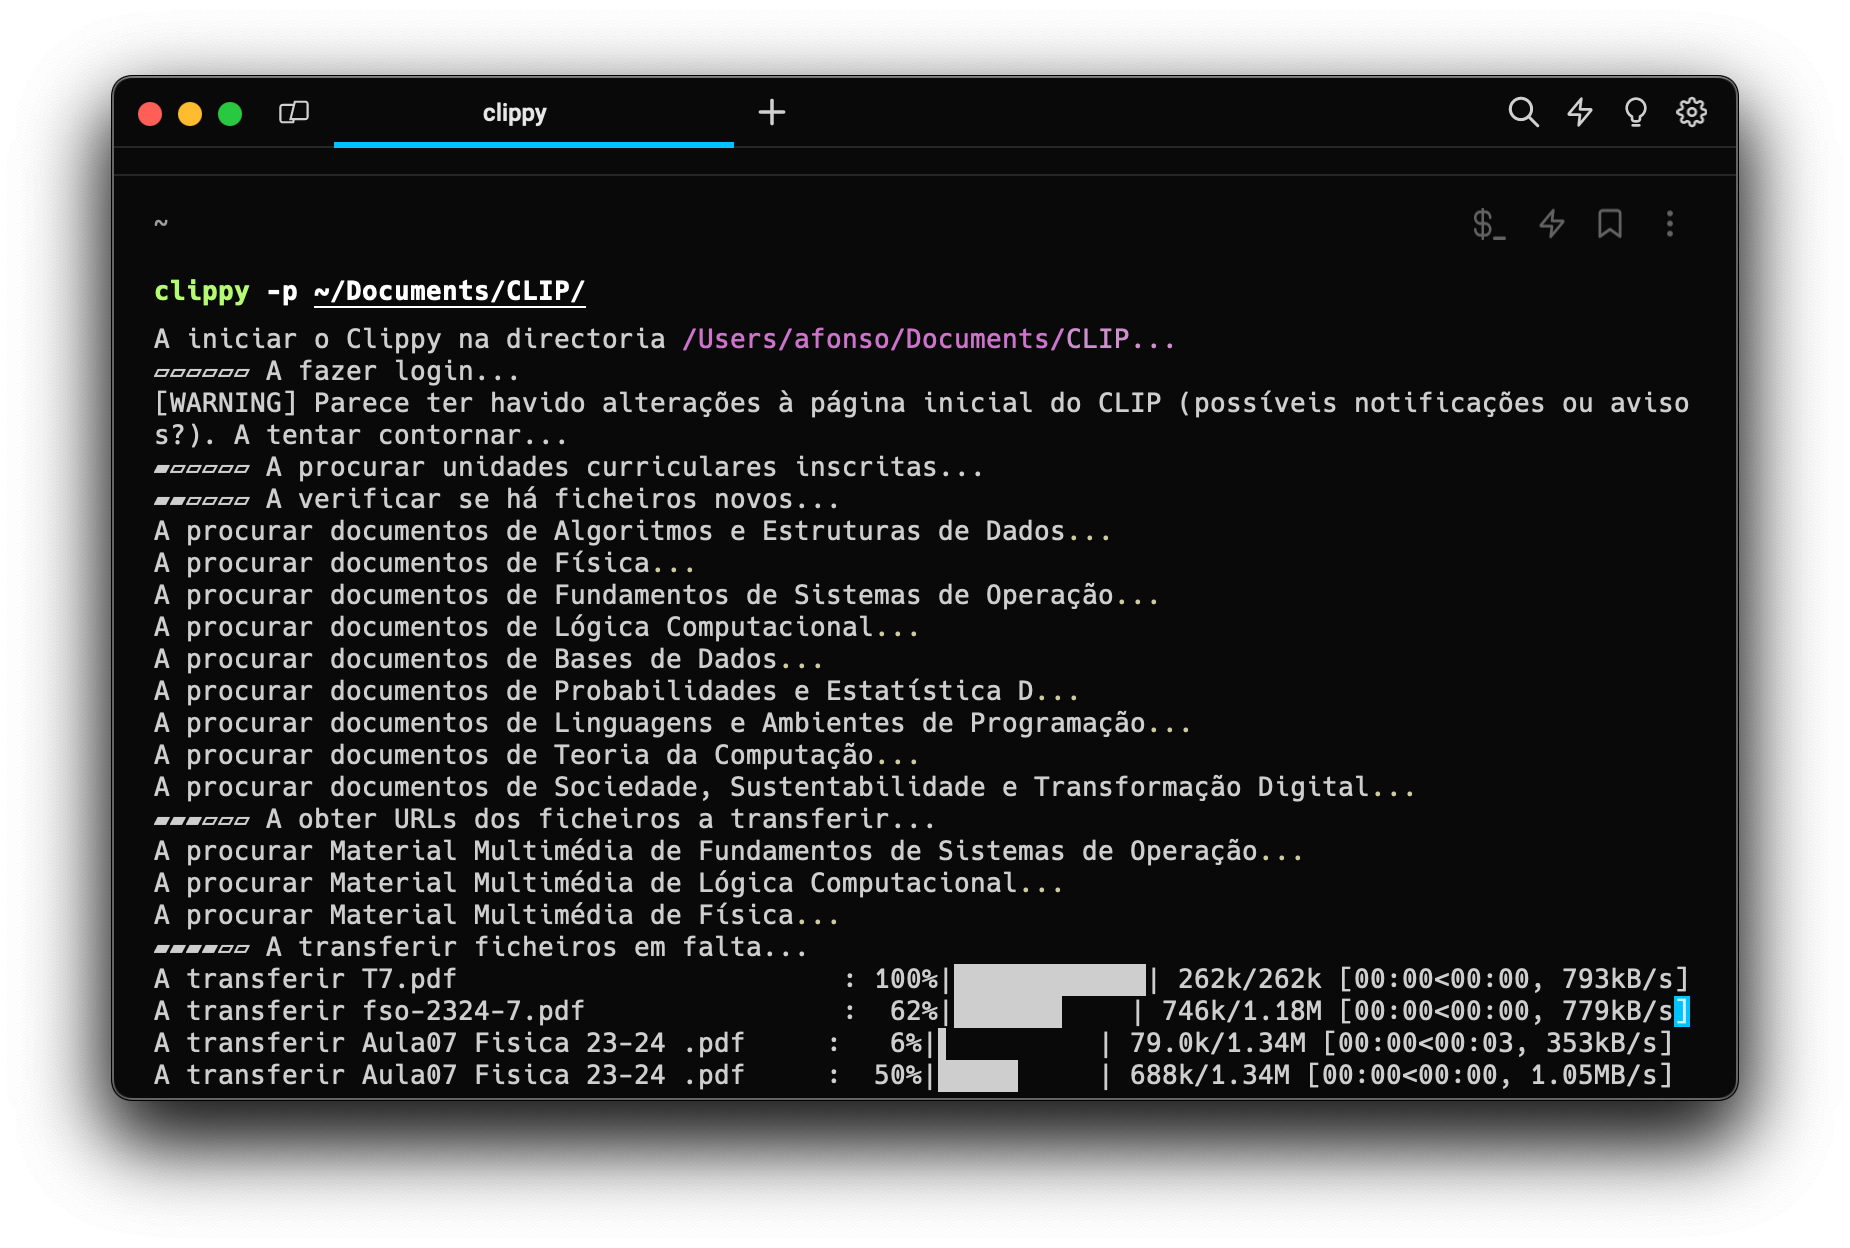 clippy
~
$_
clippy -p ~/Documents/CLIP/
A iniciar o Clippy na directoria /Users/afonso/Documents/CLIP...
▱▱▱▱▱▱ A fazer login...
[WARNING] Parece ter havido alterações à página inicial do CLIP (possíveis notificações ou aviso
s?). A tentar contornar...
▰▱▱▱▱▱ A procurar unidades curriculares inscritas...
▰▰▱▱▱▱ A verificar se há ficheiros novos...
A procurar documentos de Algoritmos e Estruturas de Dados...
A procurar documentos de Física...
A procurar documentos de Fundamentos de Sistemas de Operação...
A procurar documentos de Lógica Computacional...
A procurar documentos de Bases de Dados...
A procurar documentos de Probabilidades e Estatística D...
A procurar documentos de Linguagens e Ambientes de Programação...
A procurar documentos de Teoria da Computação...
A procurar documentos de Sociedade, Sustentabilidade e Transformação Digital...
▰▰▰▱▱▱ A obter URLs dos ficheiros a transferir...
A procurar Material Multimédia de Fundamentos de Sistemas de Operação...
A procurar Material Multimédia de Lógica Computacional...
A procurar Material Multimédia de Física...
▰▰▰▰▱▱ A transferir ficheiros em falta...
A transferir T7.pdf : 100%|████████████| 262k/262k [00:00<00:00, 793kB/s]
A transferir fso-2324-7.pdf : 62%|██████▊ | 746k/1.18M [00:00<00:00, 779kB/s]
A transferir Aula07 Fisica 23-24 .pdf : 6%|▌ | 79.0k/1.34M [00:00<00:03, 353kB/s]
A transferir Aula07 Fisica 23-24 .pdf : 50%|█████ | 688k/1.34M [00:00<00:00, 1.05MB/s]